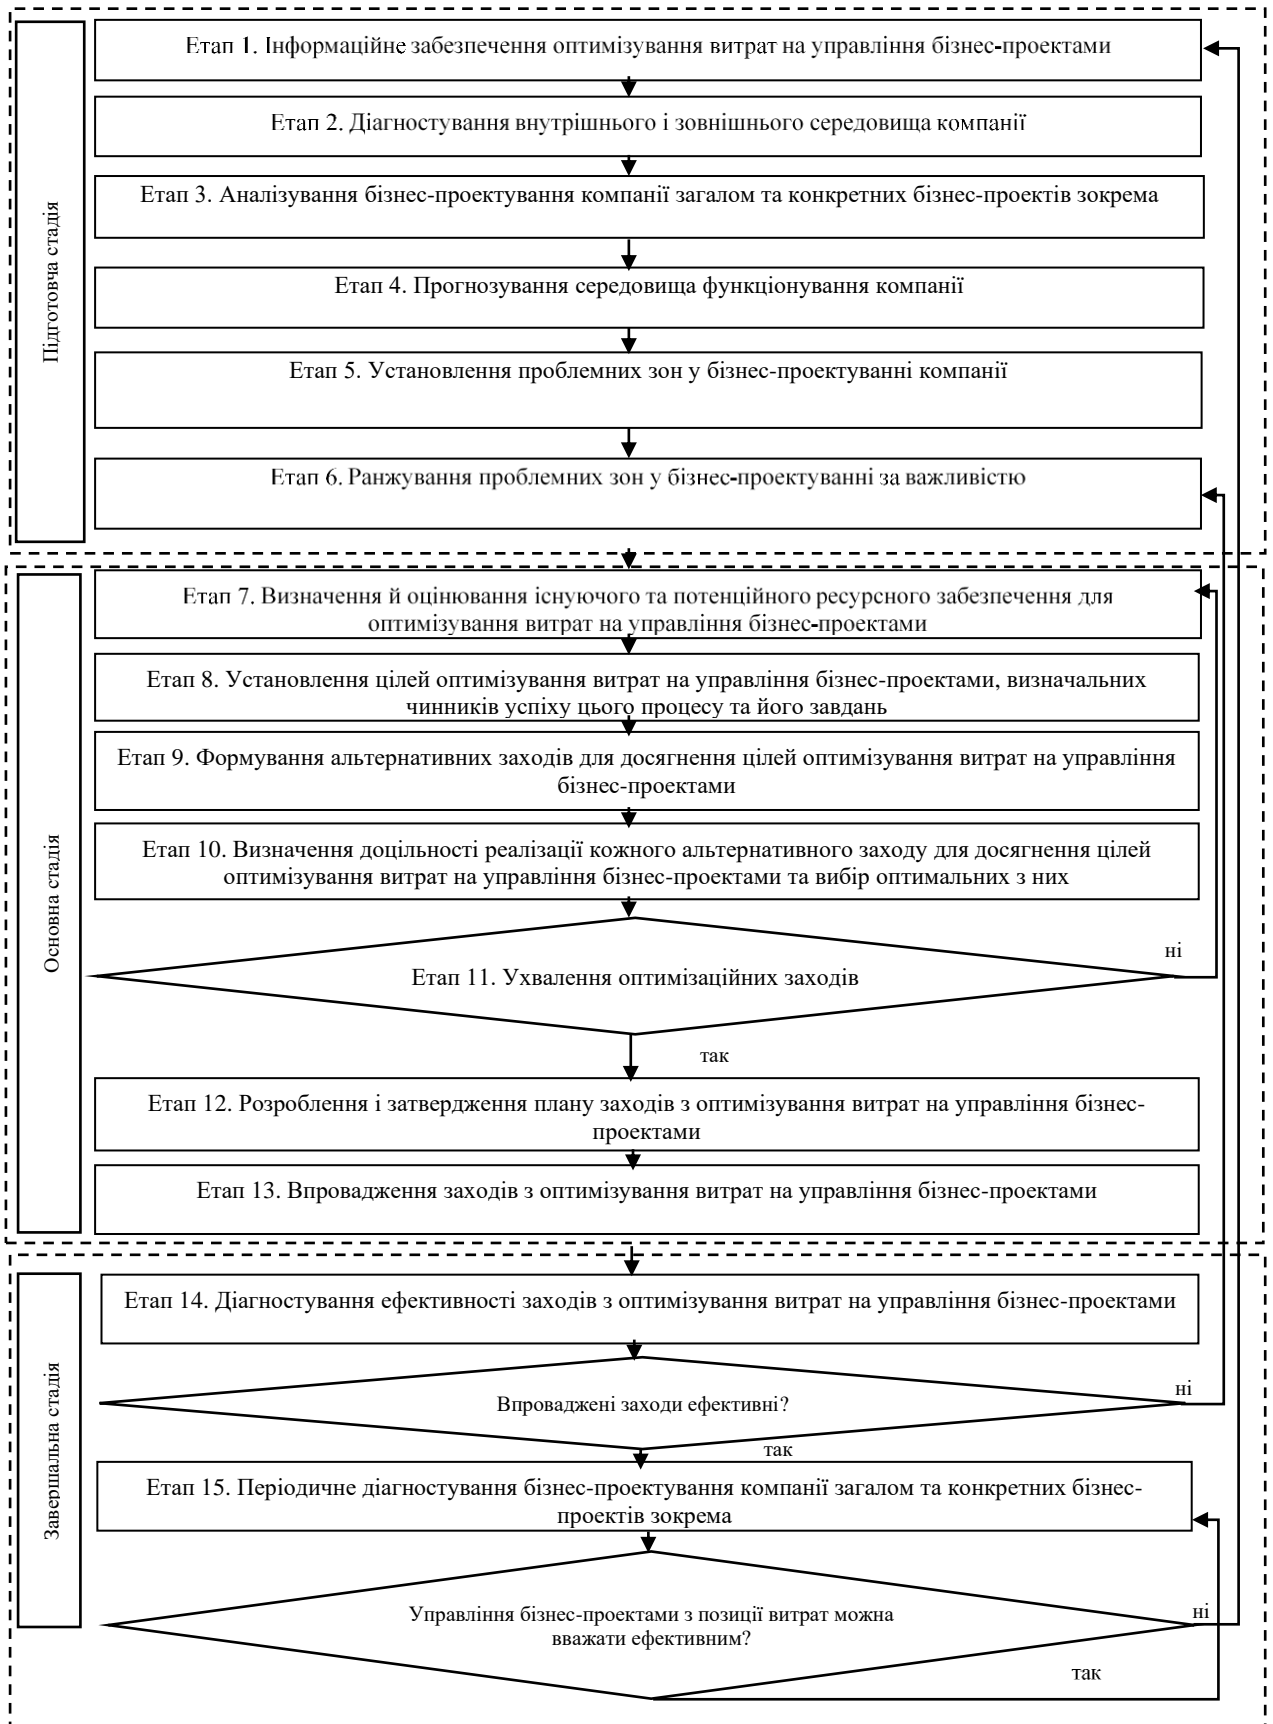 Підготовча стадія
Етап 1. Інформаційне забезпечення оптимізування витрат на управління бізнес-проектами
Етап 2. Діагностування внутрішнього і зовнішнього середовища компанії
Етап 3. Аналізування бізнес-проектування компанії загалом та конкретних бізнес-проектів зокрема
Етап 4. Прогнозування середовища функціонування компанії
Етап 5. Установлення проблемних зон у бізнес-проектуванні компанії
Етап 6. Ранжування проблемних зон у бізнес-проектуванні за важливістю
Основна стадія
Етап 7. Визначення й оцінювання існуючого та потенційного ресурсного забезпечення для
оптимізування витрат на управління бізнес-проектами
Етап 8. Установлення цілей оптимізування витрат на управління бізнес-проектами, визначальних
чинників успіху цього процесу та його завдань
Етап 9. Формування альтернативних заходів для досягнення цілей оптимізування витрат на управління
бізнес-проектами
Етап 10. Визначення доцільності реалізації кожного альтернативного заходу для досягнення цілей
оптимізування витрат на управління бізнес-проектами та вибір оптимальних з них
ні
Етап 11. Ухвалення оптимізаційних заходів
так
Етап 12. Розроблення і затвердження плану заходів з оптимізування витрат на управління бізнес-
проектами
Етап 13. Впровадження заходів з оптимізування витрат на управління бізнес-проектами
Завершальна стадія
Етап 14. Діагностування ефективності заходів з оптимізування витрат на управління бізнес-проектами
ні
Впроваджені заходи ефективні?
так
Етап 15. Періодичне діагностування бізнес-проектування компанії загалом та конкретних бізнес-
проектів зокрема
ні
Управління бізнес-проектами з позиції витрат можна
вважати ефективним?
так